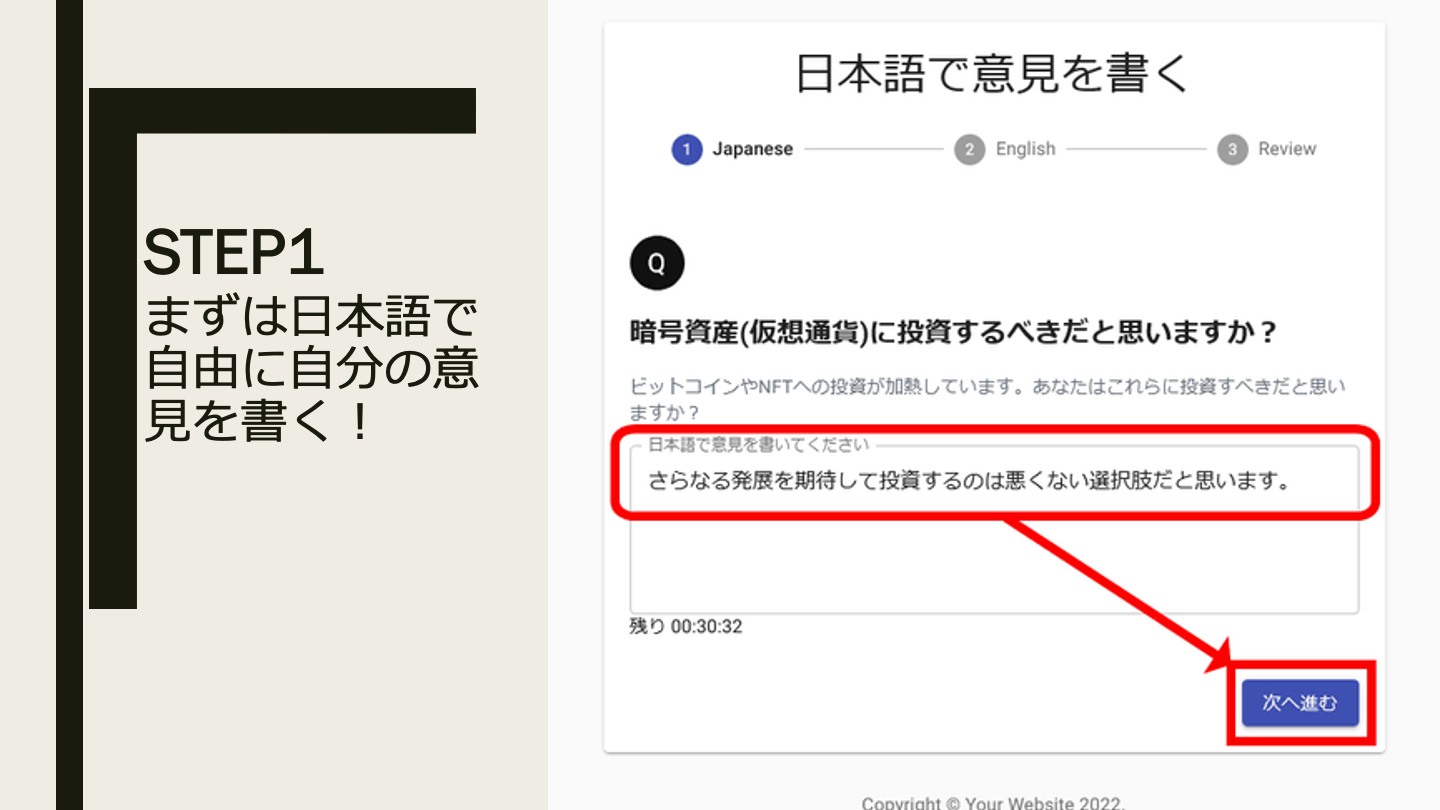 STEP1
まずは日本語で
自由に自分の意
見を書く！
日本語で意見を書く
1 Japanese 2 English 3 Review
Q
暗号資産(仮想通貨)に投資するべきだと思いますか？
ビットコインやNFTへの投資が加熱しています。あなたはこれらに投資すべきだと思い
ますか？
日本語で意見を書いてください
さらなる発展を期待して投資するのは悪くない選択肢だと思います。
残り 00:30:32
次へ進む
Copyright © Your Website 2022.